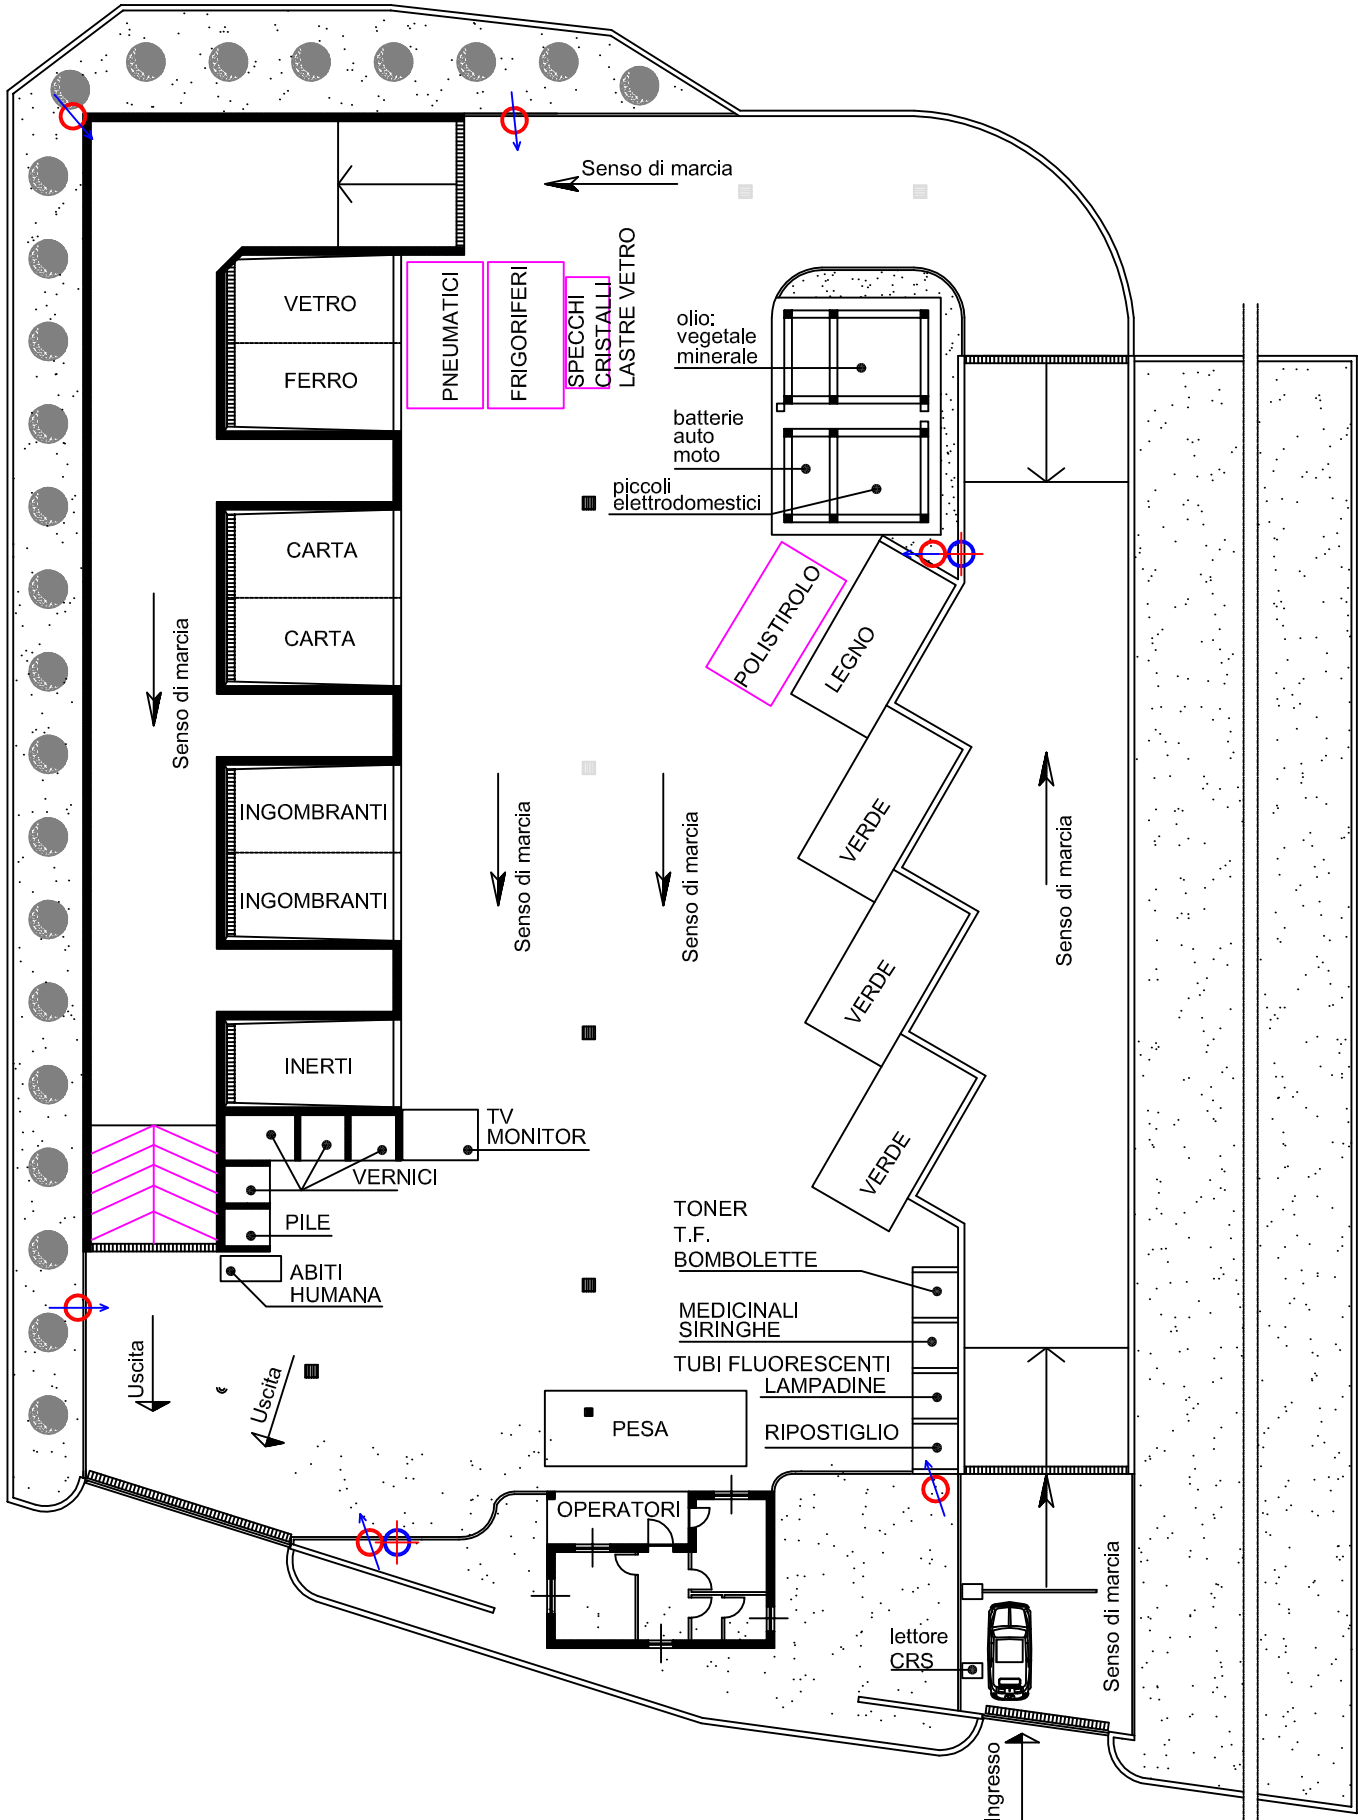 Senso di marcia
VETRO
FERRO
PNEUMATICI
FRIGORIFERI
SPECCHI
CRISTALLI
LASTRE VETRO
olio:
vegetale
minerale
batterie
auto
moto
piccoli
elettrodomestici
CARTA
CARTA
POLISTIROLO
LEGNO
Senso di marcia
INGOMBRANTI
INGOMBRANTI
Senso di marcia
Senso di marcia
VERDE
Senso di marcia
VERDE
INERTI
TV
MONITOR
VERNICI
VERDE
PILE
ABITI
HUMANA
TONER
T.F.
BOMBOLETTE
MEDICINALI
SIRINGHE
TUBI FLUORESCENTI
LAMPADINE
RIPOSTIGLIO
Uscita
Uscita
PESA
OPERATORI
lettore
CRS
Senso di marcia
Ingresso